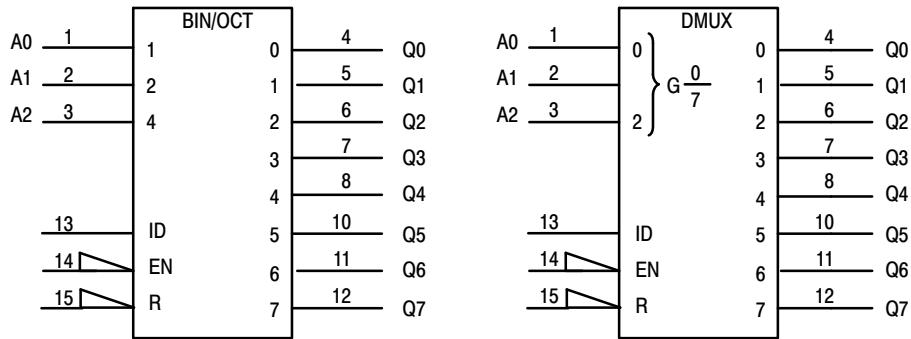 BIN/OCT
A0 1 1 0 4 Q0
A1 2 2 1 5 Q1
A2 3 4 2 6 Q2
3 7 Q3
4 8 Q4
13 ID 5 10 Q5
14 EN 6 11 Q6
15 R 7 12 Q7
DMUX
A0 1 0 0 4 Q0
A1 2 G 0/7 1 5 Q1
A2 3 2 2 6 Q2
3 7 Q3
4 8 Q4
13 ID 5 10 Q5
14 EN 6 11 Q6
15 R 7 12 Q7